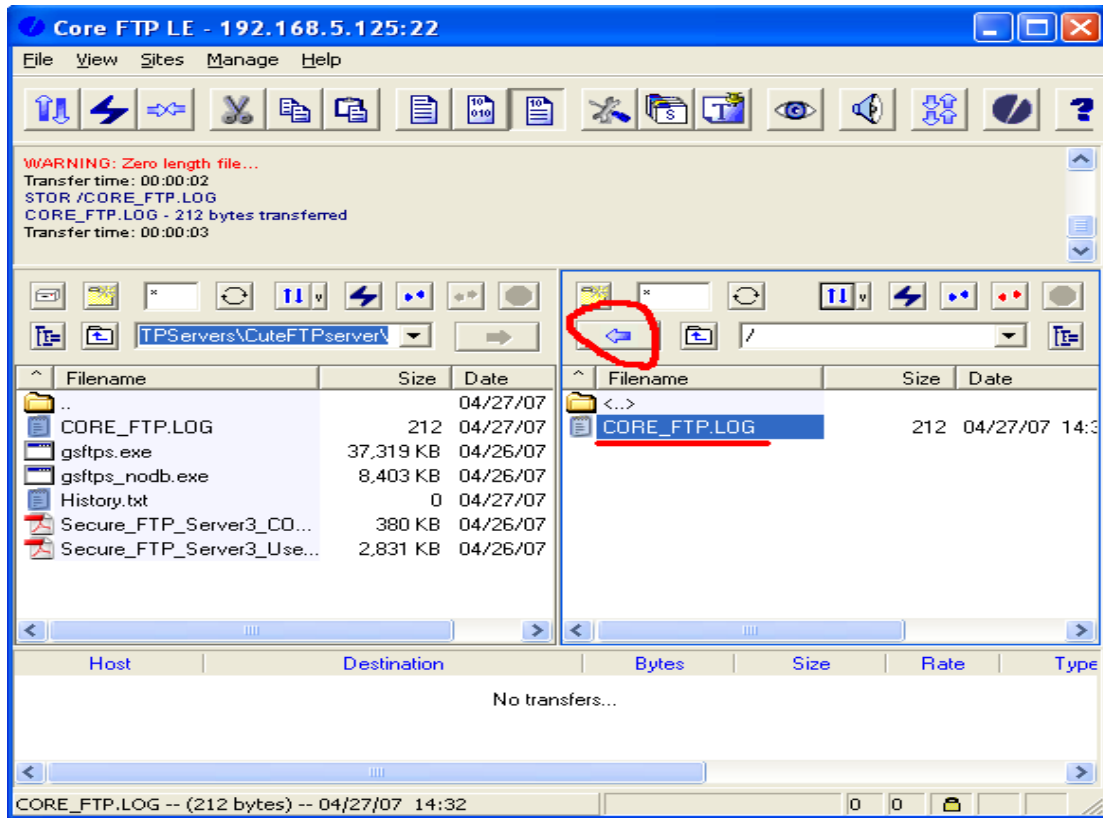 Core FTP LE - 192.168.5.125:22
File View Sites Manage Help
WARNING: Zero length file...
Transfer time: 00:00:02
STOR /CORE_FTP.LOG
CORE_FTP.LOG - 212 bytes transferred
Transfer time: 00:00:03
* *
TPServers\CuteFTPserver\ /
^ Filename Size Date ^ Filename Size Date
.. 04/27/07 <..>
CORE_FTP.LOG 212 04/27/07 CORE_FTP.LOG 212 04/27/07 14:3
gsftps.exe 37,319 KB 04/26/07
gsftps_nodb.exe 8,403 KB 04/26/07
History.txt 0 04/27/07
Secure_FTP_Server3_CO... 380 KB 04/26/07
Secure_FTP_Server3_Use... 2,831 KB 04/26/07
Host Destination Bytes Size Rate Type
No transfers...
CORE_FTP.LOG -- (212 bytes) -- 04/27/07 14:32 0 0